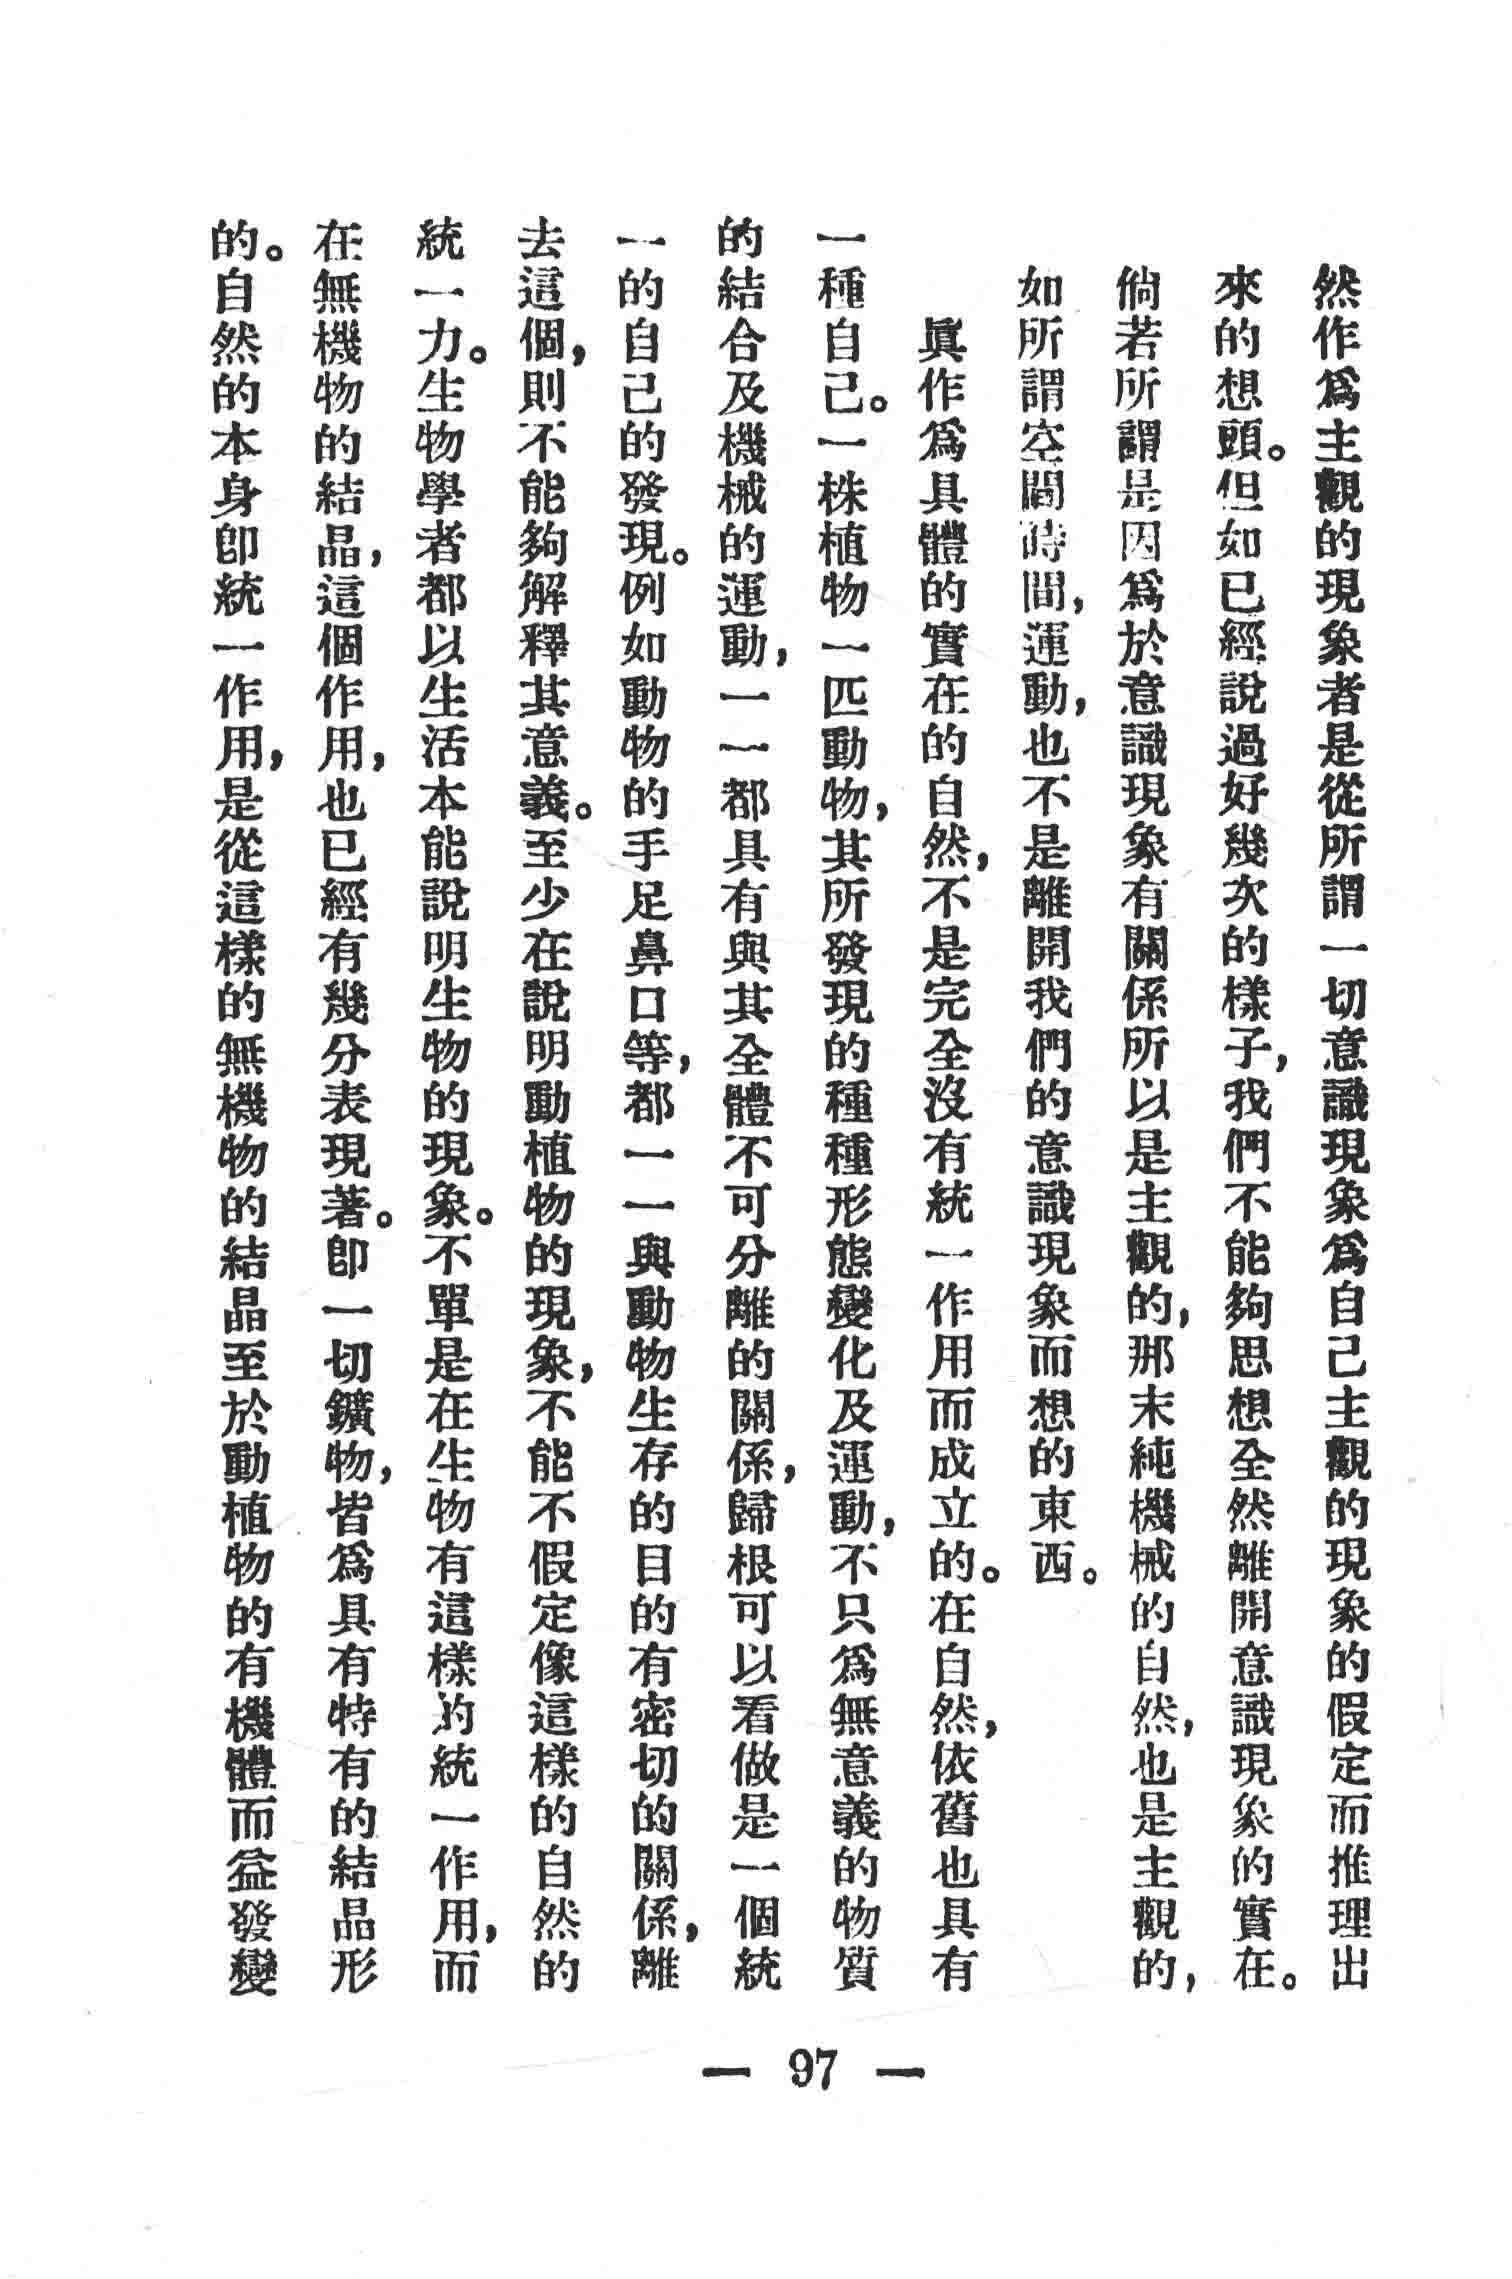 然作爲主觀的現象者是從所謂一切意識現象爲自己主觀的現象的假定而推理出
來的想頭。但如已經說過好幾次的樣子，我們不能夠思想全然離開意識現象的實在。
倘若所謂是因爲於意識現象有關係所以是主觀的，那末純機械的自然，也是主觀的，
如所謂空間時間，運動，也不是離開我們的意識現象而想的東西。
眞作爲具體的實在的自然，不是完全沒有統一作用而成立的。在自然，依舊也具有
一種自己。一株植物一匹動物，其所發現的種種形態變化及運動，不只爲無意義的物質
的結合及機械的運動，一一都具有與其全體不可分離的關係，歸根可以看做是一個統
一的自己的發現。例如動物的手足鼻口等，都一一與動物生存的目的有密切的關係，離
去這個，則不能夠解釋其意義。至少在說明動植物的現象，不能不假定像這樣的自然的
統一力。生物學者都以生活本能說明生物的現象。不單是在生物有這樣的統一作用，而
在無機物的結晶，這個作用，也已經有幾分表現著。卽一切鑛物，皆爲具有特有的結晶形
的。自然的本身卽統一作用，是從這樣的無機物的結晶至於動植物的有機體而益發變
— 97 —